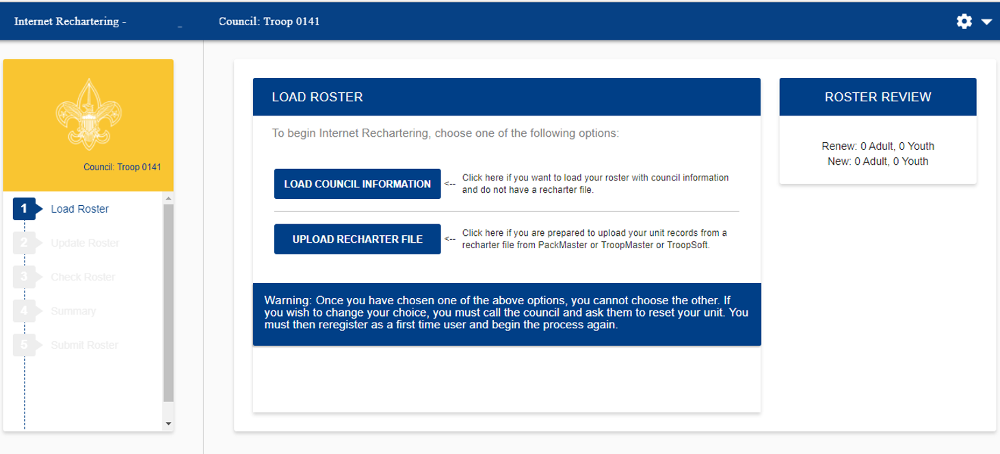 Internet Rechartering - _ Council: Troop 0141
Council: Troop 0141
1 Load Roster
2 Update Roster
3 Check Roster
4 Summary
5 Submit Roster
LOAD ROSTER
To begin Internet Rechartering, choose one of the following options:
LOAD COUNCIL INFORMATION <-- Click here if you want to load your roster with council information
and do not have a recharter file.
UPLOAD RECHARTER FILE <-- Click here if you are prepared to upload your unit records from a
recharter file from PackMaster or TroopMaster or TroopSoft.
Warning: Once you have chosen one of the above options, you cannot choose the other. If
you wish to change your choice, you must call the council and ask them to reset your unit. You
must then reregister as a first time user and begin the process again.
ROSTER REVIEW
Renew: 0 Adult, 0 Youth
New: 0 Adult, 0 Youth